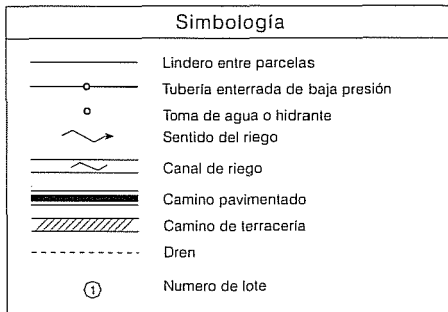 Simbología
Lindero entre parcelas
Tubería enterrada de baja presión
Toma de agua o hidrante
Sentido del riego
Canal de riego
Camino pavimentado
Camino de terracería
Dren
1 Numero de lote